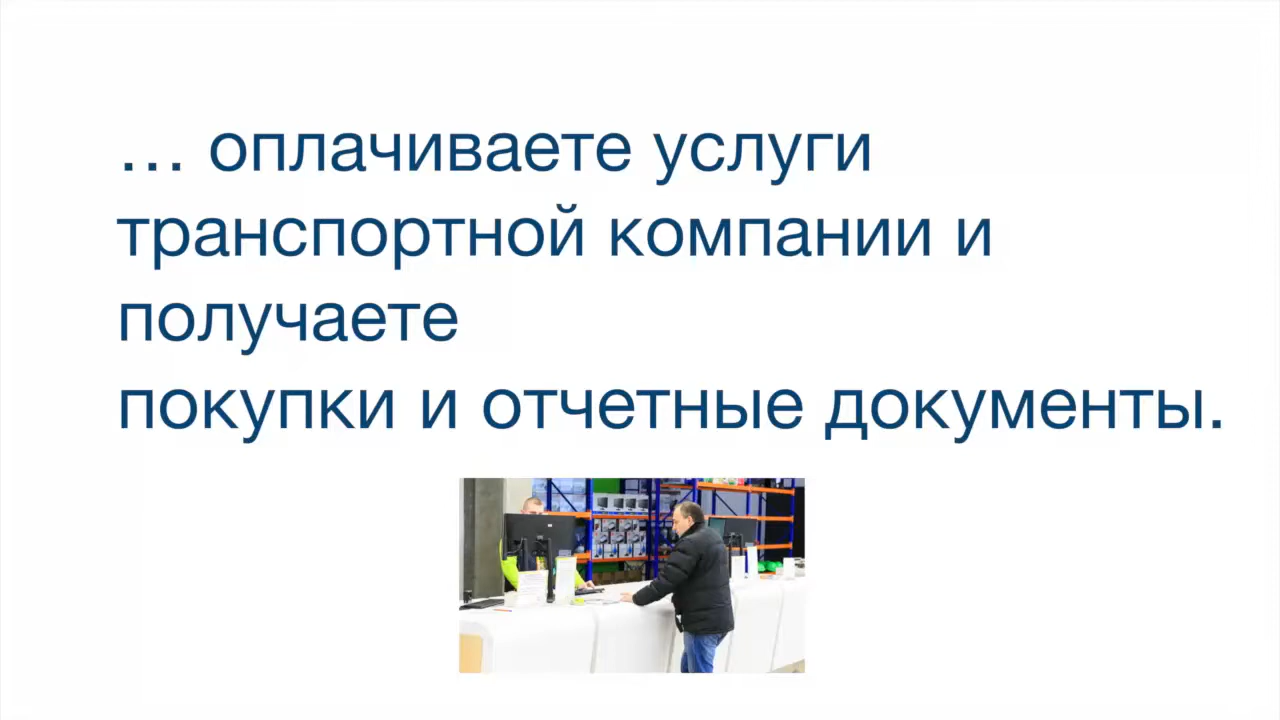 … оплачиваете услуги
транспортной компании и
получаете
покупки и отчетные документы.